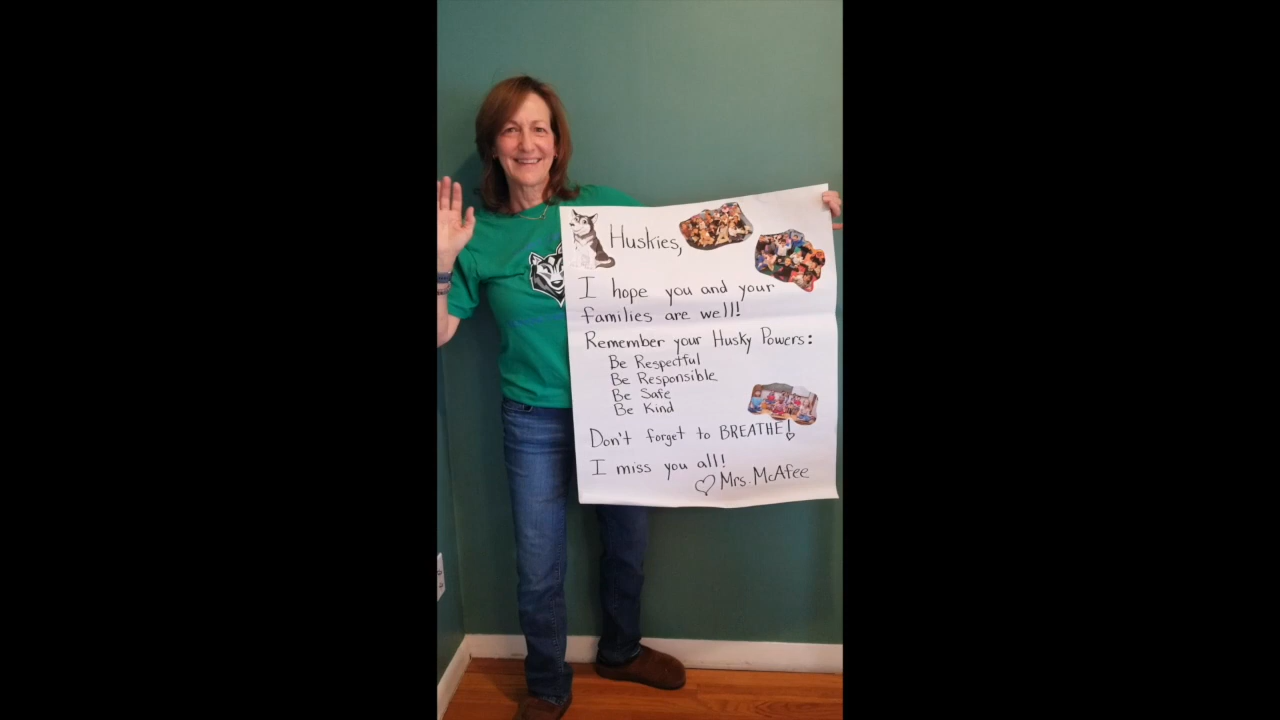 Huskies,
I hope you and your
families are well!
Remember your Husky Powers:
Be Respectful
Be Responsible
Be Safe
Be Kind
Don't forget to BREATHE!
I miss you all!
♡ Mrs. McAfee